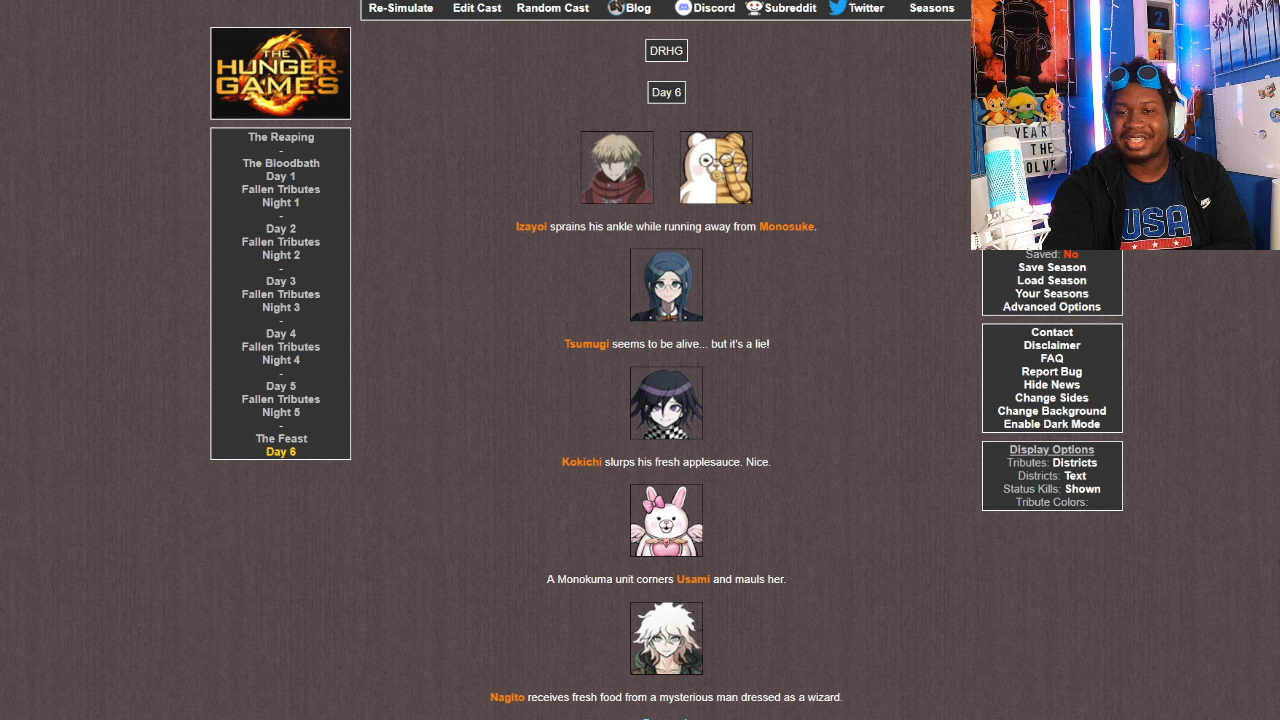 Re-Simulate Edit Cast Random Cast Blog Discord Subreddit Twitter Seasons
THE
HUNGER
GAMES
The Reaping
-
The Bloodbath
Day 1
Fallen Tributes
Night 1
-
Day 2
Fallen Tributes
Night 2
-
Day 3
Fallen Tributes
Night 3
-
Day 4
Fallen Tributes
Night 4
-
Day 5
Fallen Tributes
Night 5
-
The Feast
Day 6
DRHG
Day 6
Izayoi sprains his ankle while running away from Monosuke.
Tsumugi seems to be alive... but it's a lie!
Kokichi slurps his fresh applesauce. Nice.
A Monokuma unit corners Usami and mauls her.
Nagito receives fresh food from a mysterious man dressed as a wizard.
2
YEAR
THE
OLVE
USA
Saved: No
Save Season
Load Season
Your Seasons
Advanced Options
Contact
Disclaimer
FAQ
Report Bug
Hide News
Change Sides
Change Background
Enable Dark Mode
Display Options
Tributes: Districts
Districts: Text
Status Kills: Shown
Tribute Colors: